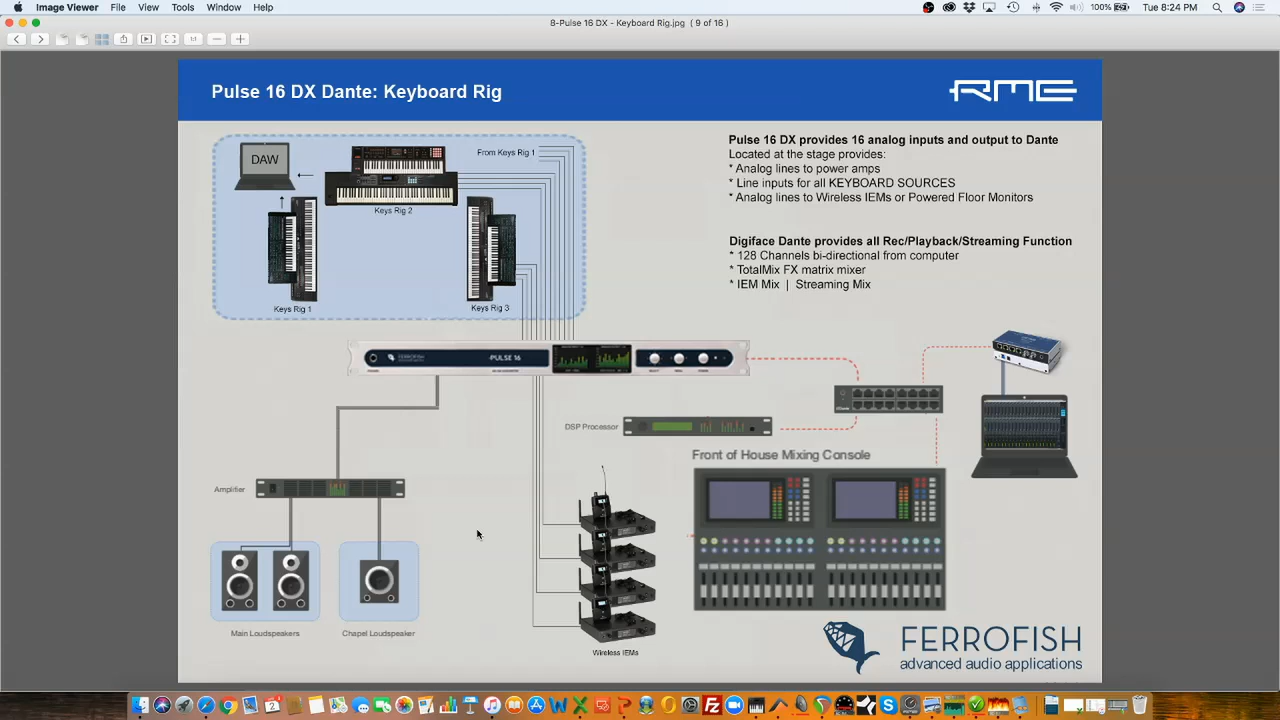 Image Viewer File View Tools Window Help
100% Tue 8:24 PM
8-Pulse 16 DX - Keyboard Rig.jpg ( 9 of 16 )
Pulse 16 DX Dante: Keyboard Rig
RME
DAW
From Keys Rig 1
Keys Rig 2
Keys Rig 1
Keys Rig 3
Pulse 16 DX provides 16 analog inputs and output to Dante
Located at the stage provides:
* Analog lines to power amps
* Line inputs for all KEYBOARD SOURCES
* Analog lines to Wireless IEMs or Powered Floor Monitors
Digiface Dante provides all Rec/Playback/Streaming Function
* 128 Channels bi-directional from computer
* TotalMix FX matrix mixer
* IEM Mix | Streaming Mix
FERROFISH
PULSE 16
DSP Processor
Front of House Mixing Console
Amplifier
Main Loudspeakers
Chapel Loudspeaker
Wireless IEMs
FERROFISH
advanced audio applications